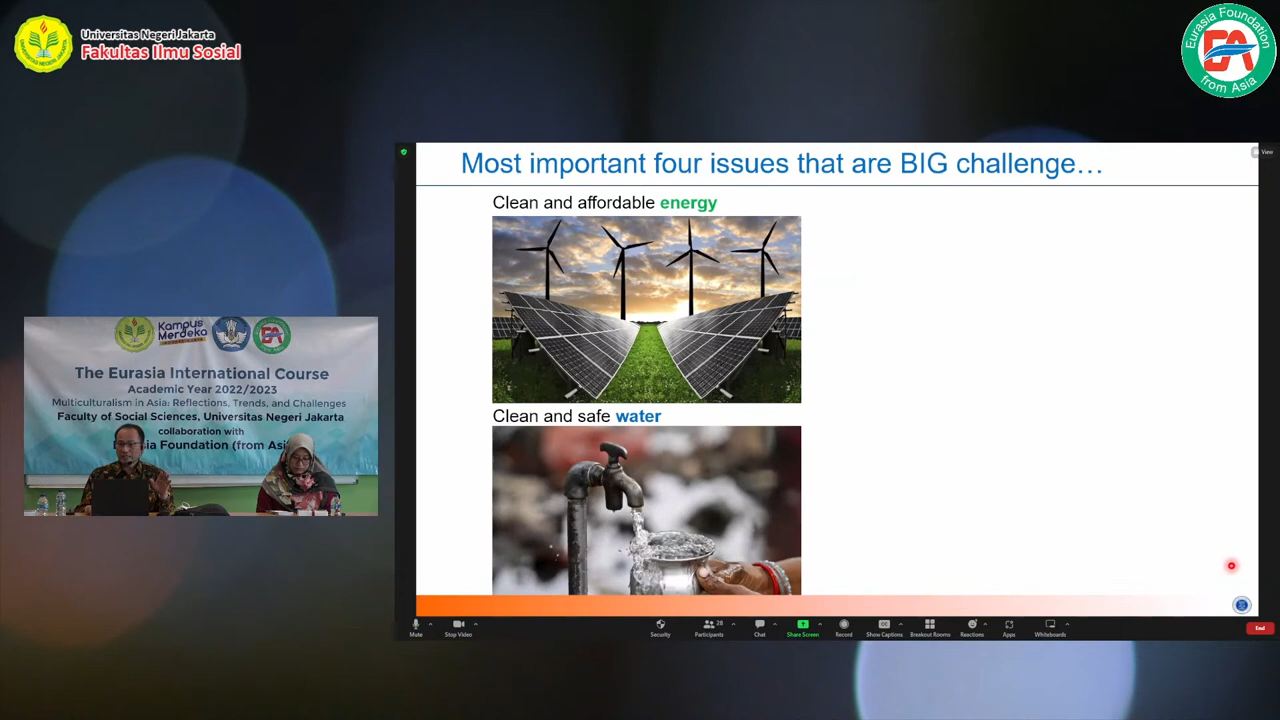 Universitas Negeri Jakarta
Fakultas Ilmu Sosial
Eurasia Foundation
EA
from Asia
Most important four issues that are BIG challenge…
View
Clean and affordable energy
Clean and safe water
Kampus
Merdeka
The Eurasia International Course
Academic Year 2022/2023
Multiculturalism in Asia: Reflections, Trends, and Challenges
Faculty of Social Sciences, Universitas Negeri Jakarta
collaboration with
ia Foundation (from Asi
Mute
Stop Video
Security
Participants
28
Chat
Share Screen
Record
Show Captions
Breakout Rooms
Reactions
Apps
Whiteboards
End